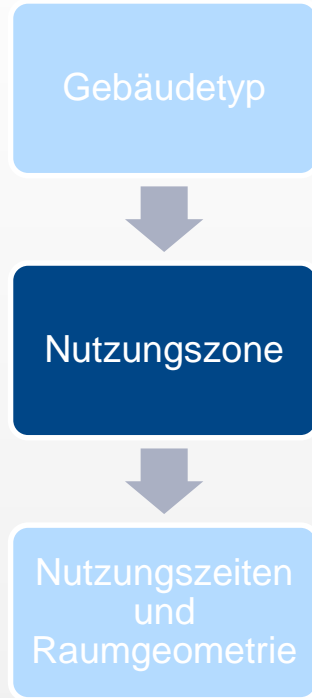 Gebäudetyp
Nutzungszone
Nutzungszeiten
und
Raumgeometrie